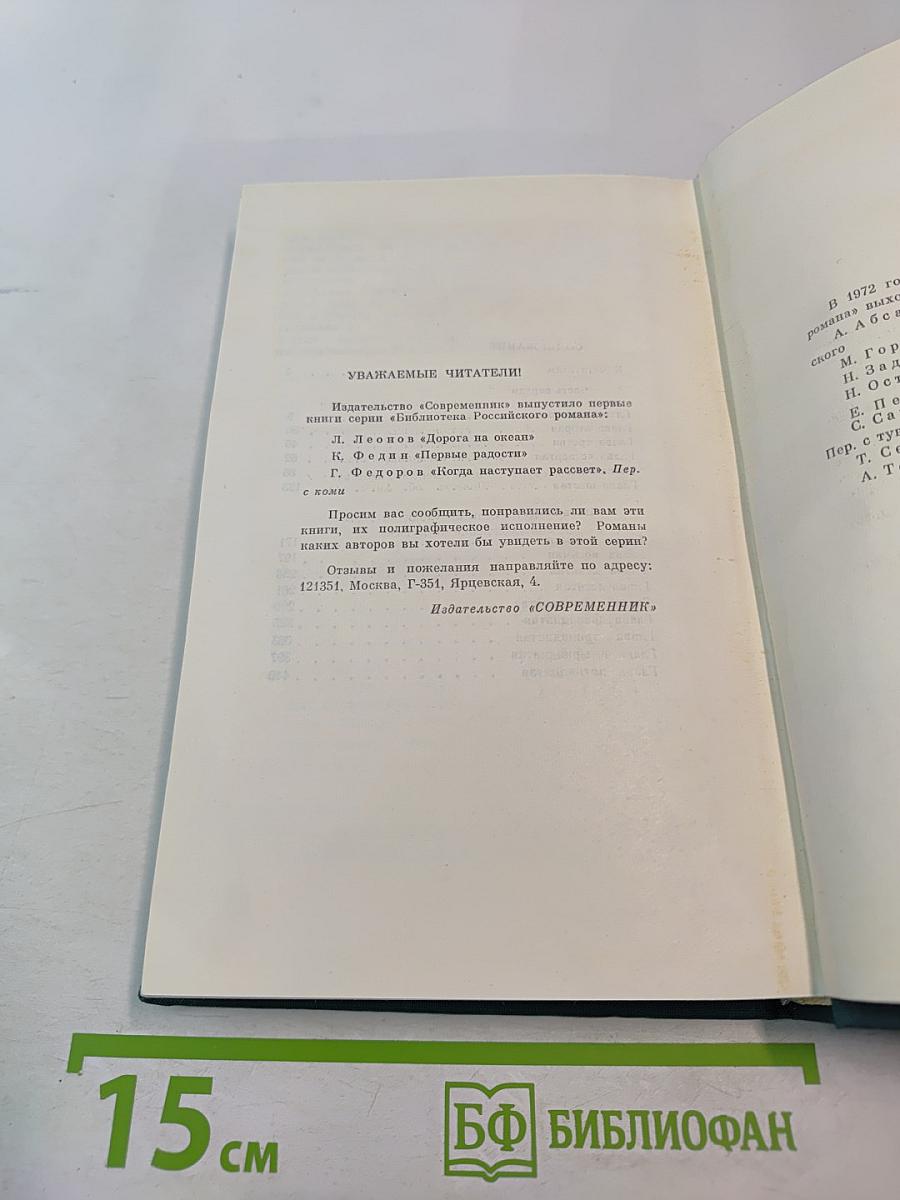 УВАЖАЕМЫЕ ЧИТАТЕЛИ!
Издательство «Современник» выпустило первые
книги серии «Библиотека Российского романа»:
Л. Леонов «Дорога на океан»
К. Федин «Первые радости»
Г. Федоров «Когда наступает рассвет». Пер.
с коми
Просим вас сообщить, понравились ли вам эти
книги, их полиграфическое исполнение? Романы
каких авторов вы хотели бы увидеть в этой серии?
Отзывы и пожелания направляйте по адресу:
121351, Москва, Г-351, Ярцевская, 4.
Издательство «СОВРЕМЕННИК»
В 1972 го
романа» выхо
А. Абса
ского
М. Гор
Н. Зад
Н. Ост
Е. Пе
С. Са
Пер. с тув
Т. Се
А. Т
15 см
БФ БИБЛИОФАН